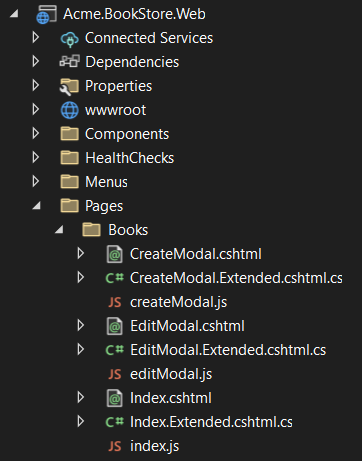 Acme.BookStore.Web
Connected Services
Dependencies
Properties
wwwroot
Components
HealthChecks
Menus
Pages
Books
CreateModal.cshtml
C# CreateModal.Extended.cshtml.cs
JS createModal.js
EditModal.cshtml
C# EditModal.Extended.cshtml.cs
JS editModal.js
Index.cshtml
C# Index.Extended.cshtml.cs
JS index.js